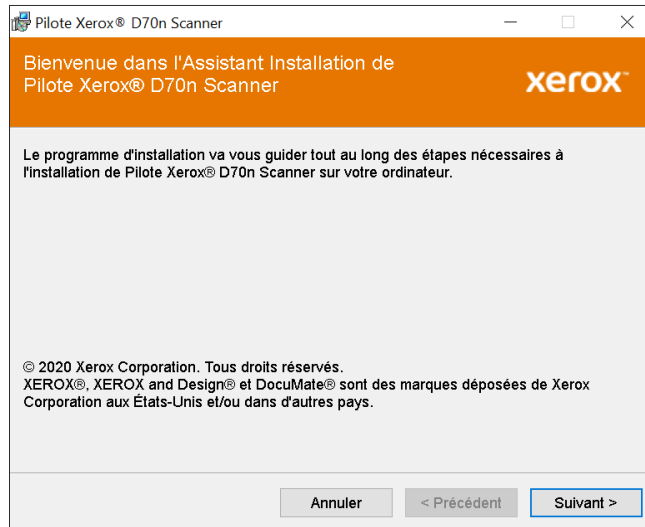 Pilote Xerox® D70n Scanner
Bienvenue dans l'Assistant Installation de
Pilote Xerox® D70n Scanner
xerox™
Le programme d'installation va vous guider tout au long des étapes nécessaires à
l'installation de Pilote Xerox® D70n Scanner sur votre ordinateur.
© 2020 Xerox Corporation. Tous droits réservés.
XEROX®, XEROX and Design® et DocuMate® sont des marques déposées de Xerox
Corporation aux États-Unis et/ou dans d'autres pays.
Annuler
< Précédent
Suivant >